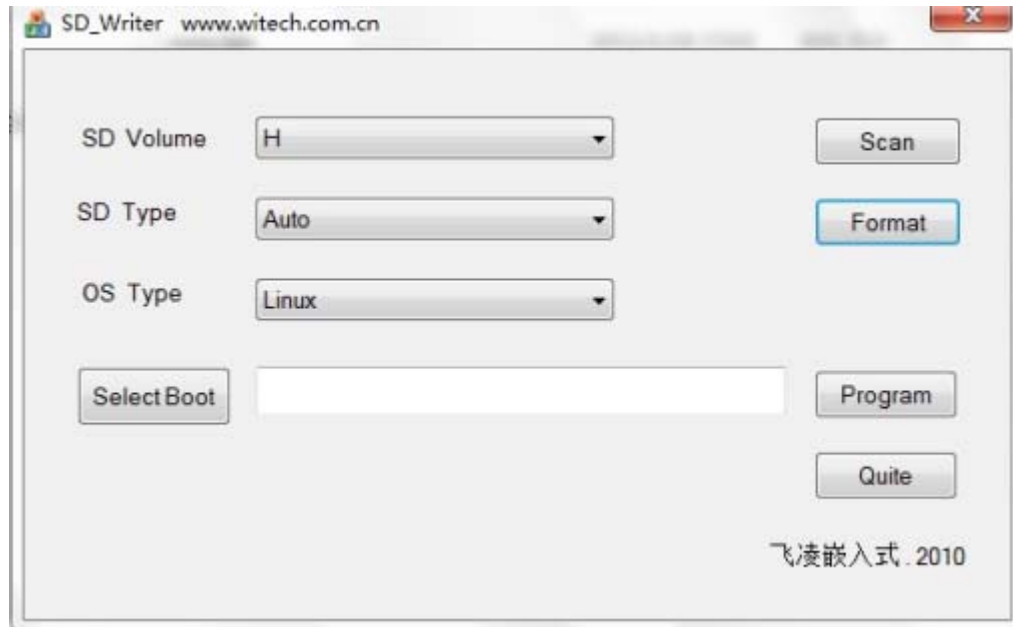 SD_Writer www.witech.com.cn
SD Volume H Scan
SD Type Auto Format
OS Type Linux
Select Boot Program
Quite
飞凌嵌入式.2010